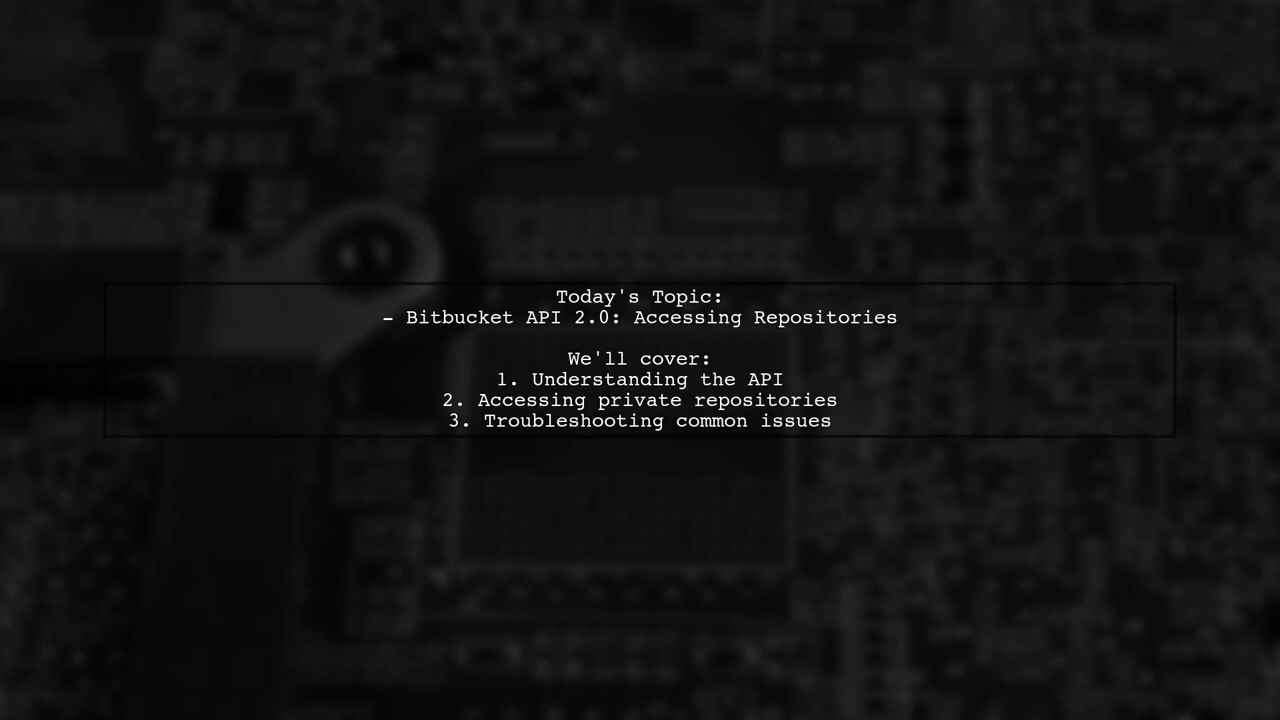 Today's Topic:
- Bitbucket API 2.0: Accessing Repositories
We'll cover:
1. Understanding the API
2. Accessing private repositories
3. Troubleshooting common issues